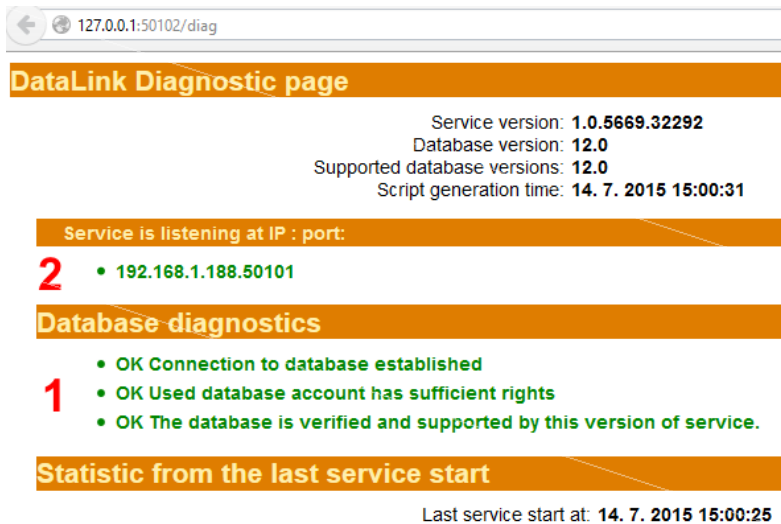 127.0.0.1:50102/diag
DataLink Diagnostic page
Service version: 1.0.5669.32292
Database version: 12.0
Supported database versions: 12.0
Script generation time: 14. 7. 2015 15:00:31
Service is listening at IP : port:
2
• 192.168.1.188.50101
Database diagnostics
1
• OK Connection to database established
• OK Used database account has sufficient rights
• OK The database is verified and supported by this version of service.
Statistic from the last service start
Last service start at: 14. 7. 2015 15:00:25